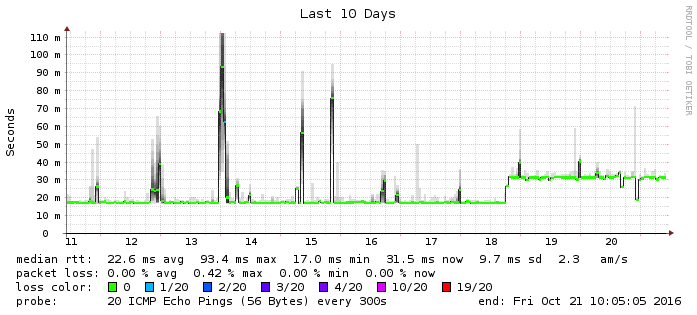 Last 10 Days
RRDTOOL / TOBI OETIKER
Seconds
110 m
100 m
90 m
80 m
70 m
60 m
50 m
40 m
30 m
20 m
10 m
0
11 12 13 14 15 16 17 18 19 20
median rtt: 22.6 ms avg 93.4 ms max 17.0 ms min 31.5 ms now 9.7 ms sd 2.3 am/s
packet loss: 0.00 % avg 0.42 % max 0.00 % min 0.00 % now
loss color: 0 1/20 2/20 3/20 4/20 10/20 19/20
probe: 20 ICMP Echo Pings (56 Bytes) every 300s end: Fri Oct 21 10:05:05 2016